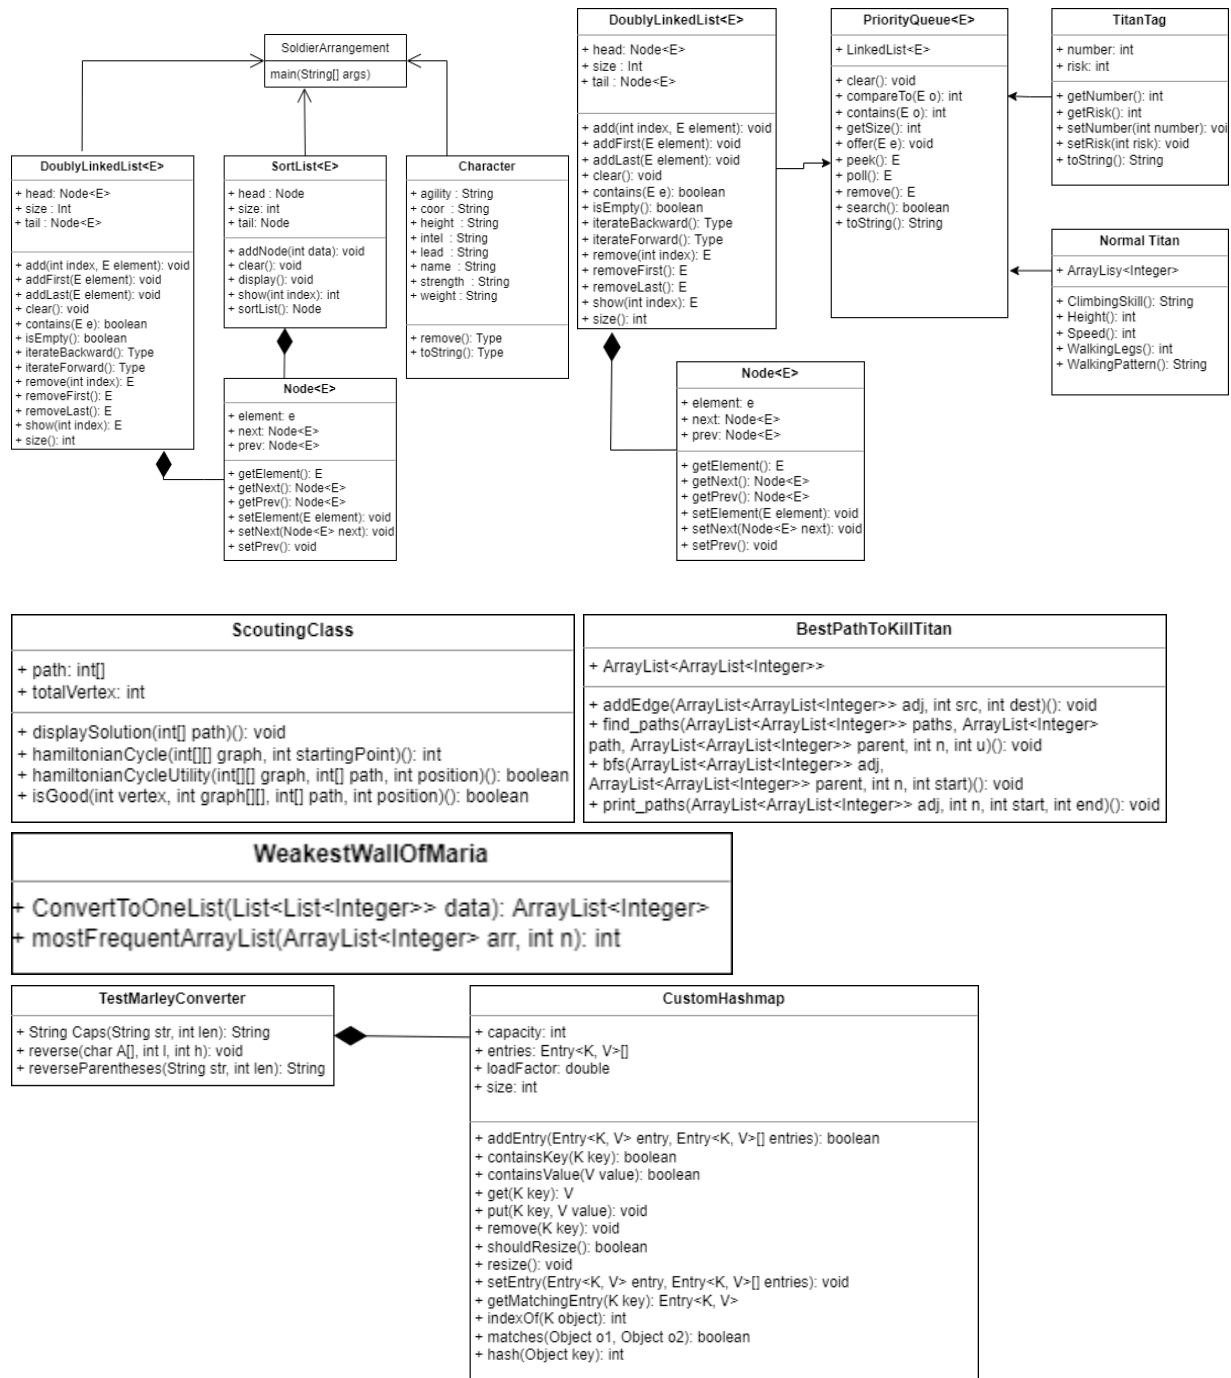 SoldierArrangement
main(String[] args)
DoublyLinkedList<E>
+ head: Node<E>
+ size : Int
+ tail : Node<E>
+ add(int index, E element): void
+ addFirst(E element): void
+ addLast(E element): void
+ clear(): void
+ contains(E e): boolean
+ isEmpty(): boolean
+ iterateBackward(): Type
+ iterateForward(): Type
+ remove(int index): E
+ removeFirst(): E
+ removeLast(): E
+ show(int index): E
+ size(): int
SortList<E>
+ head : Node
+ size: int
+ tail: Node
+ addNode(int data): void
+ clear(): void
+ display(): void
+ show(int index): int
+ sortList(): Node
Character
+ agility : String
+ coor : String
+ height : String
+ intel : String
+ lead : String
+ name : String
+ strength : String
+ weight : String
+ remove(): Type
+ toString(): Type
Node<E>
+ element: e
+ next: Node<E>
+ prev: Node<E>
+ getElement(): E
+ getNext(): Node<E>
+ getPrev(): Node<E>
+ setElement(E element): void
+ setNext(Node<E> next): void
+ setPrev(): void
DoublyLinkedList<E>
+ head: Node<E>
+ size : Int
+ tail : Node<E>
+ add(int index, E element): void
+ addFirst(E element): void
+ addLast(E element): void
+ clear(): void
+ contains(E e): boolean
+ isEmpty(): boolean
+ iterateBackward(): Type
+ iterateForward(): Type
+ remove(int index): E
+ removeFirst(): E
+ removeLast(): E
+ show(int index): E
+ size(): int
Node<E>
+ element: e
+ next: Node<E>
+ prev: Node<E>
+ getElement(): E
+ getNext(): Node<E>
+ getPrev(): Node<E>
+ setElement(E element): void
+ setNext(Node<E> next): void
+ setPrev(): void
PriorityQueue<E>
+ LinkedList<E>
+ clear(): void
+ compareTo(E o): int
+ contains(E o): int
+ getSize(): int
+ offer(E e): void
+ peek(): E
+ poll(): E
+ remove(): E
+ search(): boolean
+ toString(): String
TitanTag
+ number: int
+ risk: int
+ getNumber(): int
+ getRisk(): int
+ setNumber(int number): voi
+ setRisk(int risk): void
+ toString(): String
Normal Titan
+ ArrayLisy<Integer>
+ ClimbingSkill(): String
+ Height(): int
+ Speed(): int
+ WalkingLegs(): int
+ WalkingPattern(): String
ScoutingClass
+ path: int[]
+ totalVertex: int
+ displaySolution(int[] path)(): void
+ hamiltonianCycle(int[][] graph, int startingPoint)(): int
+ hamiltonianCycleUtility(int[][] graph, int[] path, int position)(): boolean
+ isGood(int vertex, int graph[][], int[] path, int position)(): boolean
BestPathToKillTitan
+ ArrayList<ArrayList<Integer>>
+ addEdge(ArrayList<ArrayList<Integer>> adj, int src, int dest)(): void
+ find_paths(ArrayList<ArrayList<Integer>> paths, ArrayList<Integer>
path, ArrayList<ArrayList<Integer>> parent, int n, int u)(): void
+ bfs(ArrayList<ArrayList<Integer>> adj,
ArrayList<ArrayList<Integer>> parent, int n, int start)(): void
+ print_paths(ArrayList<ArrayList<Integer>> adj, int n, int start, int end)(): void
WeakestWallOfMaria
+ ConvertToOneList(List<List<Integer>> data): ArrayList<Integer>
+ mostFrequentArrayList(ArrayList<Integer> arr, int n): int
TestMarleyConverter
+ String Caps(String str, int len): String
+ reverse(char A[], int l, int h): void
+ reverseParentheses(String str, int len): String
CustomHashmap
+ capacity: int
+ entries: Entry<K, V>[]
+ loadFactor: double
+ size: int
+ addEntry(Entry<K, V> entry, Entry<K, V>[] entries): boolean
+ containsKey(K key): boolean
+ containsValue(V value): boolean
+ get(K key): V
+ put(K key, V value): void
+ remove(K key): void
+ shouldResize(): boolean
+ resize(): void
+ setEntry(Entry<K, V> entry, Entry<K, V>[] entries): void
+ getMatchingEntry(K key): Entry<K, V>
+ indexOf(K object): int
+ matches(Object o1, Object o2): boolean
+ hash(Object key): int